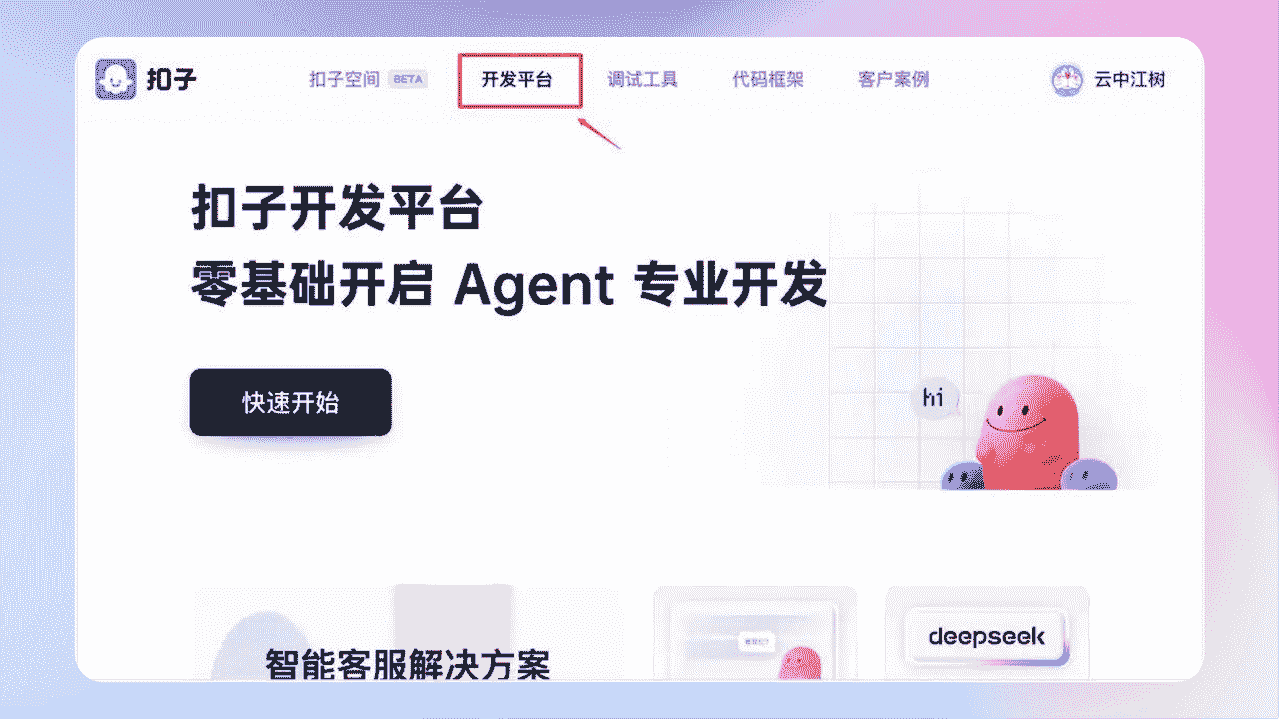 扣子
扣子空间 BETA
开发平台
调试工具
代码框架
客户案例
云中江树
扣子开发平台
零基础开启 Agent 专业开发
快速开始
hi
智能客服解决方案
deepseek